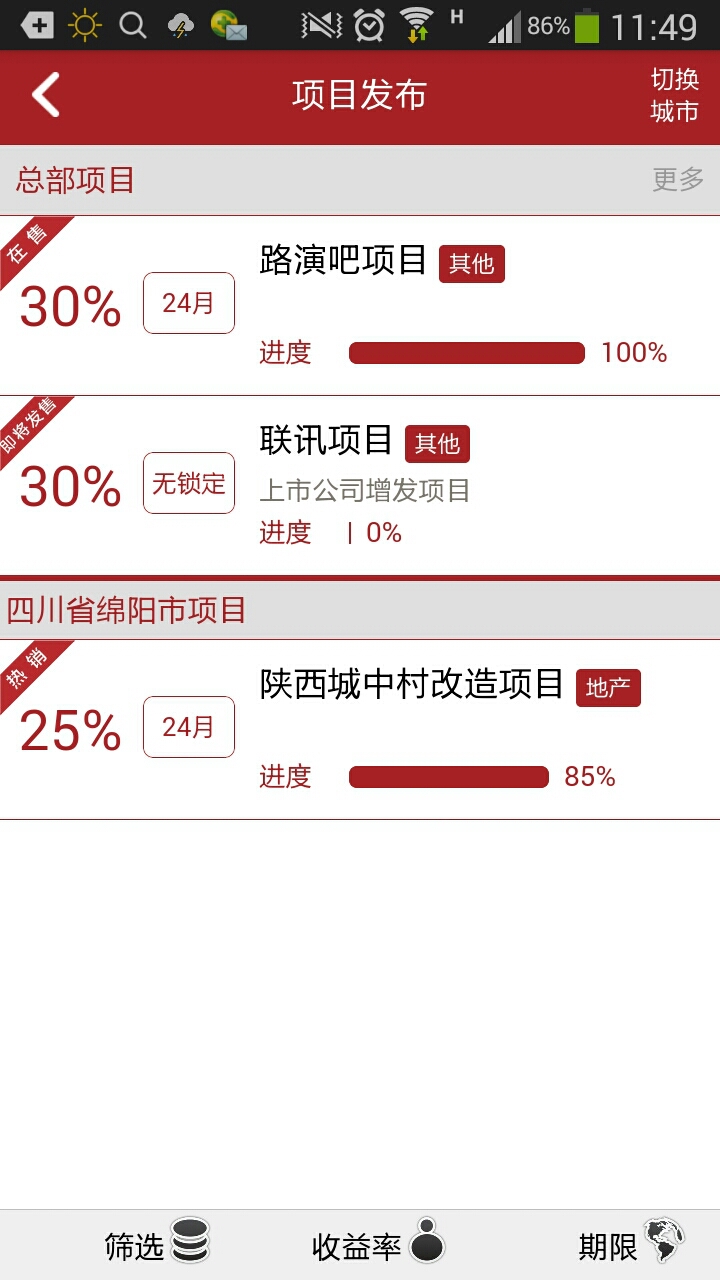 H 86% 11:49
项目发布
切换
城市
总部项目 更多
在售
路演吧项目 其他
30% 24月
进度 100%
即将发售
联讯项目 其他
30% 无锁定
上市公司增发项目
进度 0%
四川省绵阳市项目
热销
陕西城中村改造项目 地产
25% 24月
进度 85%
筛选 收益率 期限